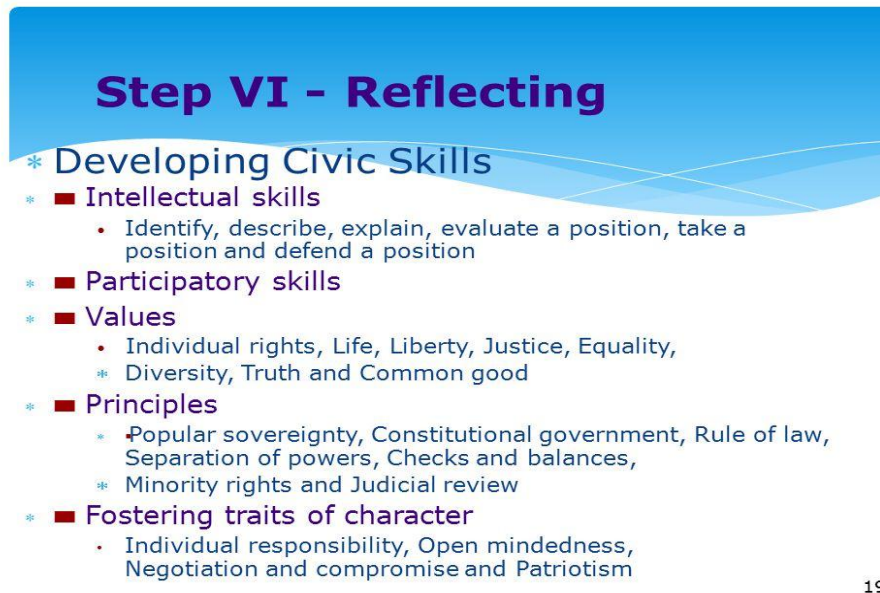 Step VI - Reflecting
* Developing Civic Skills
* ■ Intellectual skills
• Identify, describe, explain, evaluate a position, take a
position and defend a position
* ■ Participatory skills
* ■ Values
• Individual rights, Life, Liberty, Justice, Equality,
* Diversity, Truth and Common good
* ■ Principles
* •Popular sovereignty, Constitutional government, Rule of law,
Separation of powers, Checks and balances,
* Minority rights and Judicial review
* ■ Fostering traits of character
• Individual responsibility, Open mindedness,
Negotiation and compromise and Patriotism
19